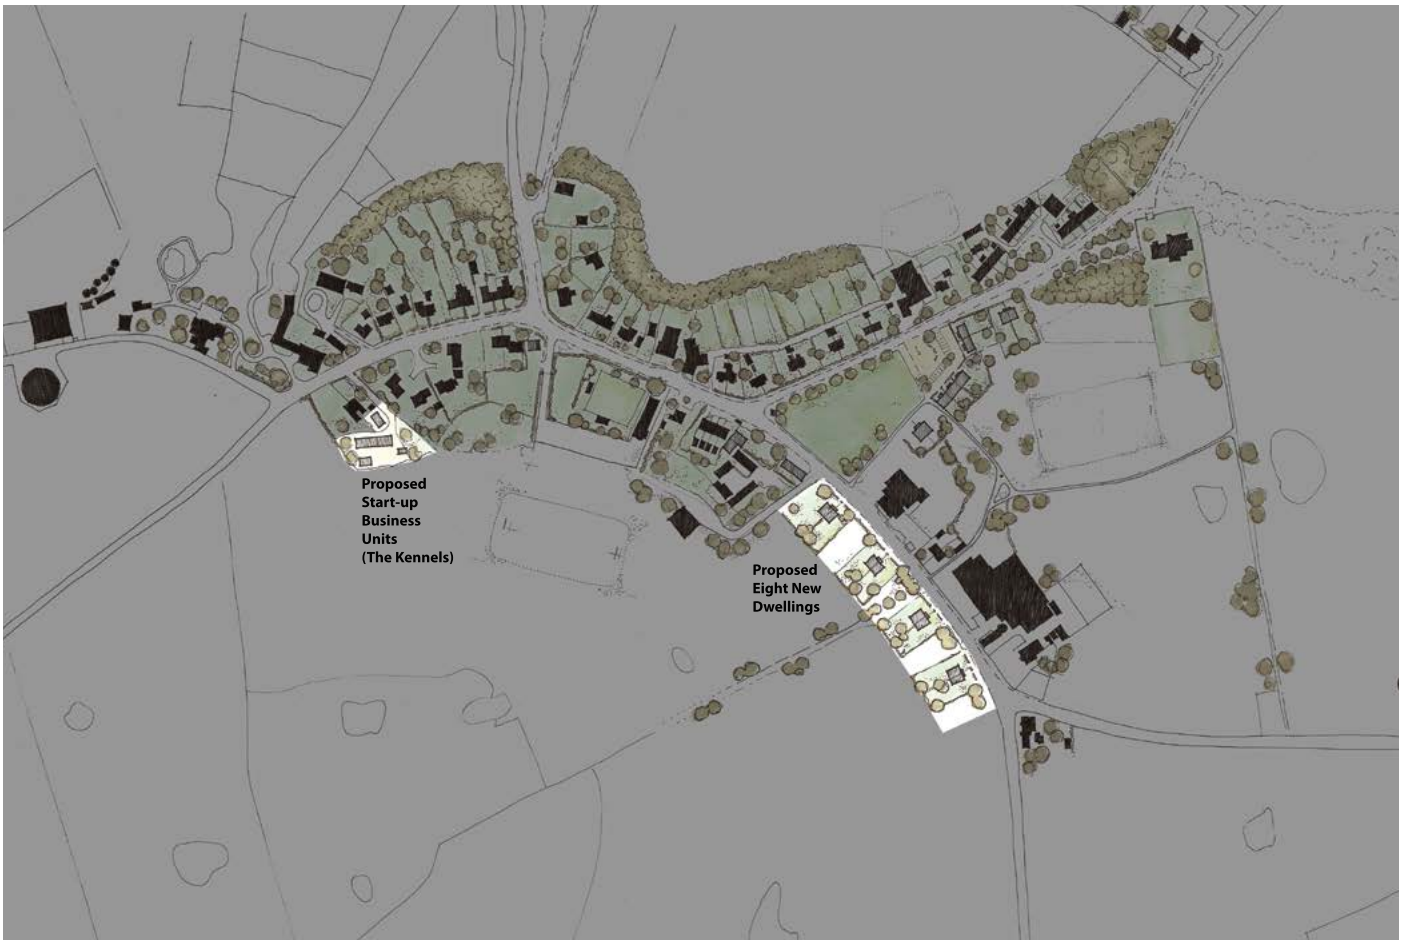 Proposed
Start-up
Business
Units
(The Kennels)
Proposed
Eight New
Dwellings